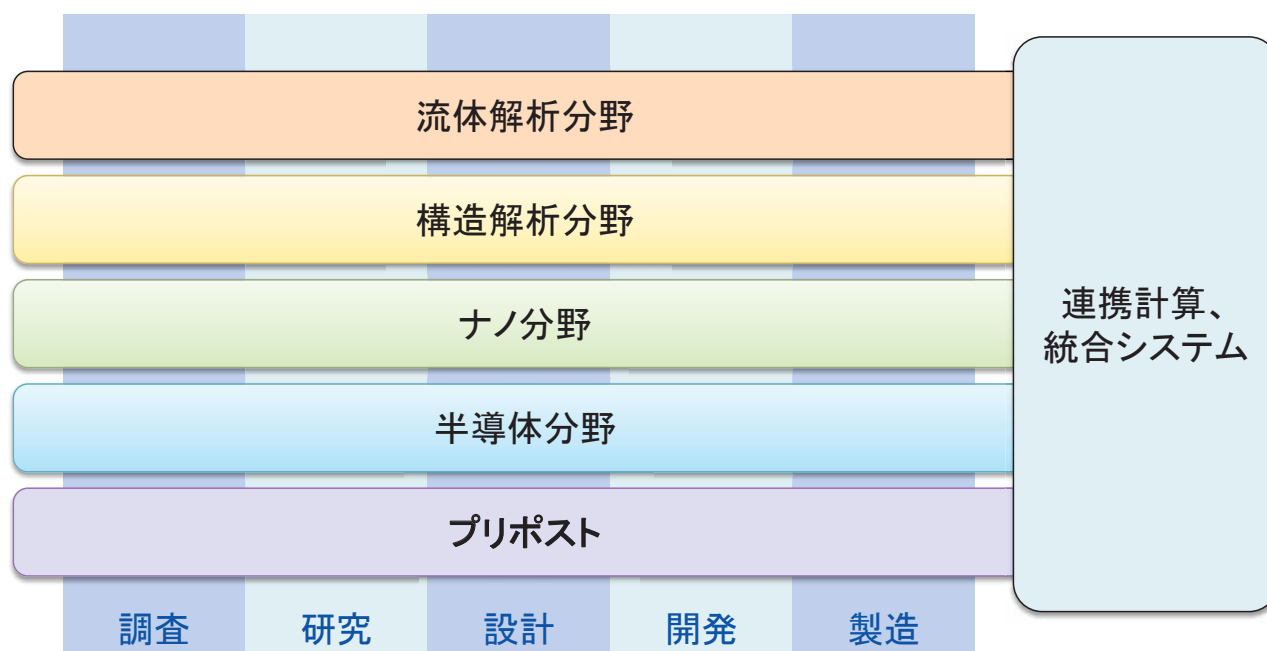 流体解析分野
構造解析分野
ナノ分野
半導体分野
プリポスト
連携計算、
統合システム
調査
研究
設計
開発
製造